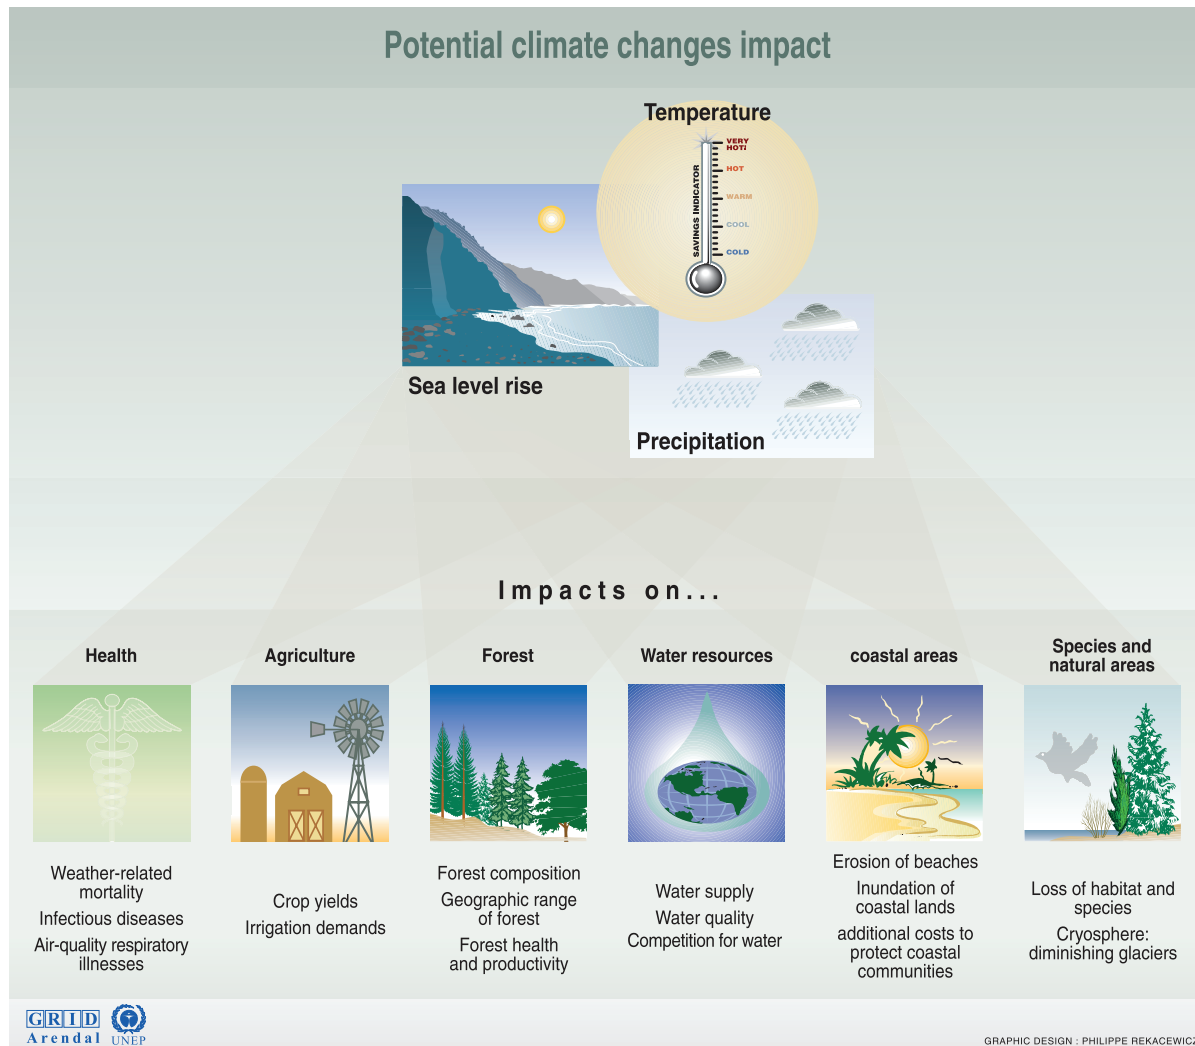 Potential climate changes impact
Temperature
VERY
HOT!
HOT
WARM
COOL
COLD
SAVINGS INDICATOR
Sea level rise
Precipitation
Impacts on...
Health
Agriculture
Forest
Water resources
coastal areas
Species and
natural areas
Weather-related
mortality
Infectious diseases
Air-quality respiratory
illnesses
Crop yields
Irrigation demands
Forest composition
Geographic range
of forest
Forest health
and productivity
Water supply
Water quality
Competition for water
Erosion of beaches
Inundation of
coastal lands
additional costs to
protect coastal
communities
Loss of habitat and
species
Cryosphere:
diminishing glaciers
GRID
Arendal
UNEP
GRAPHIC DESIGN : PHILIPPE REKACEWICZ